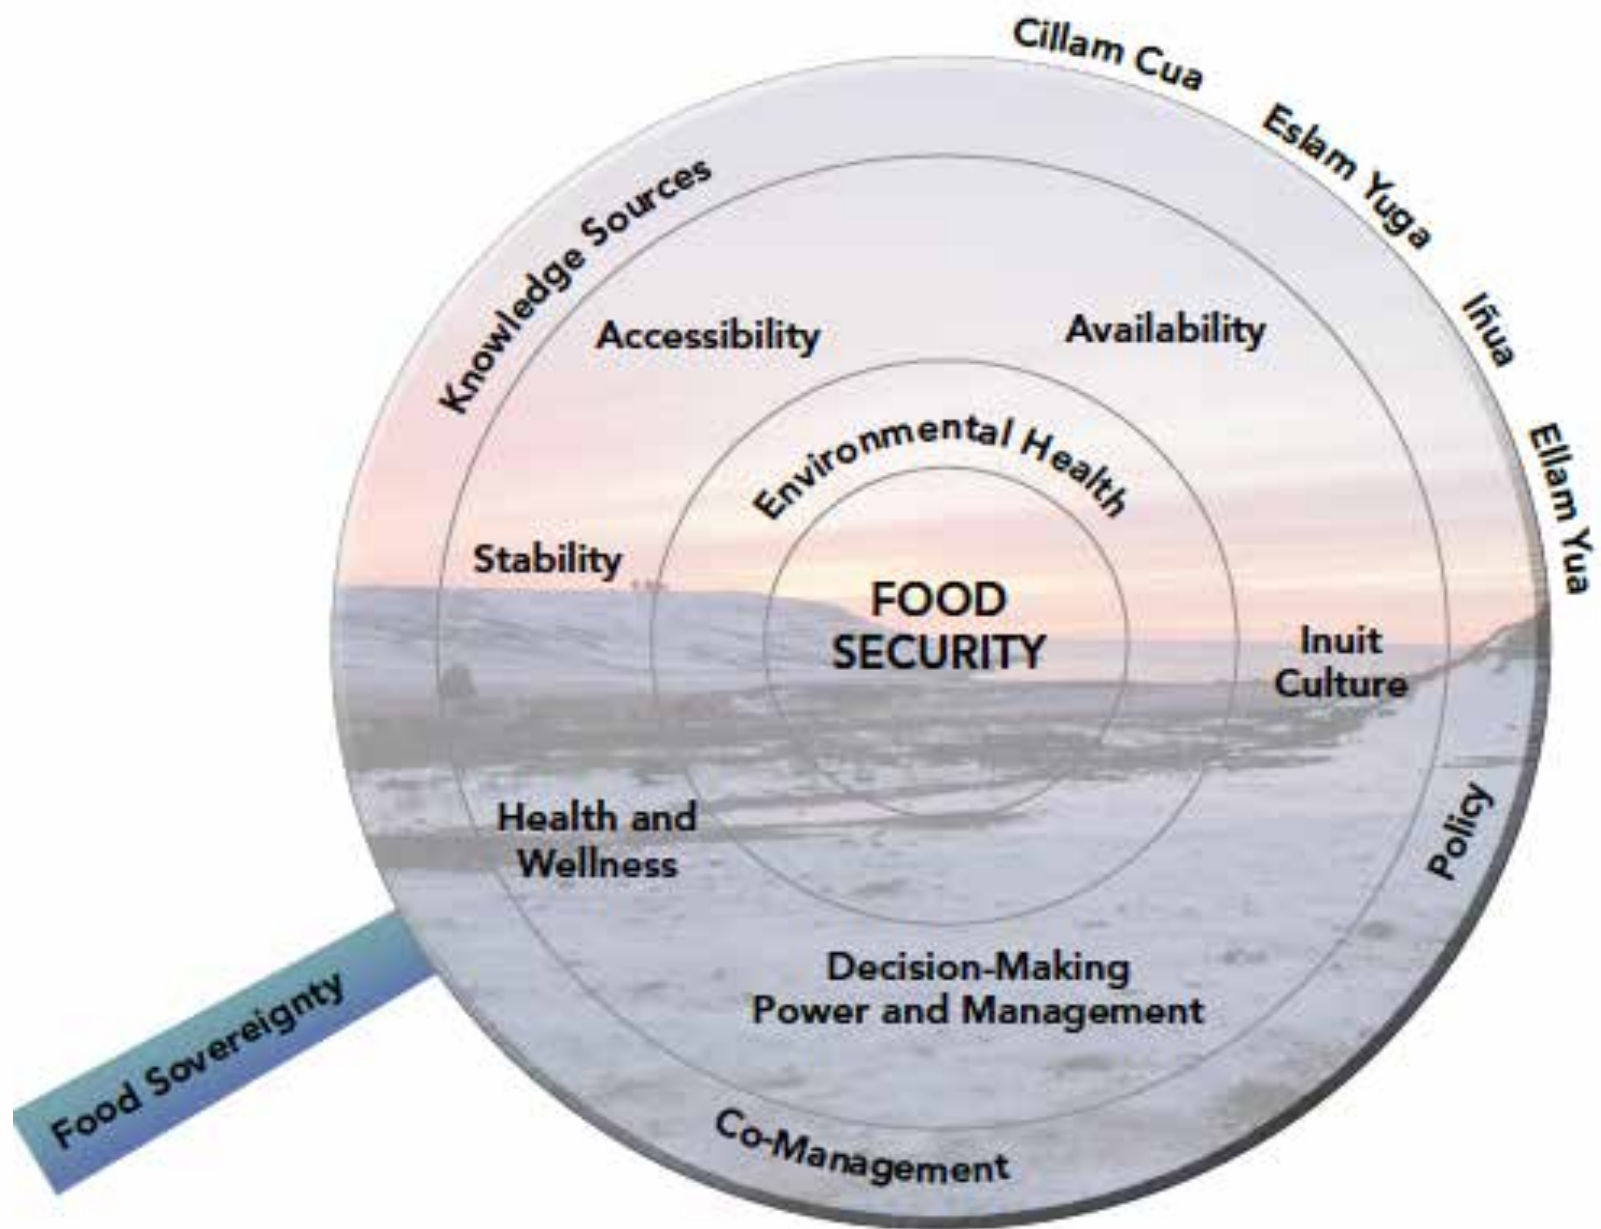 Cillam Cua
Eslam Yuga
Iñua
Ellam Yua
Knowledge Sources
Accessibility
Availability
Environmental Health
Stability
FOOD
SECURITY
Inuit
Culture
Health and
Wellness
Policy
Decision-Making
Power and Management
Food Sovereignty
Co-Management